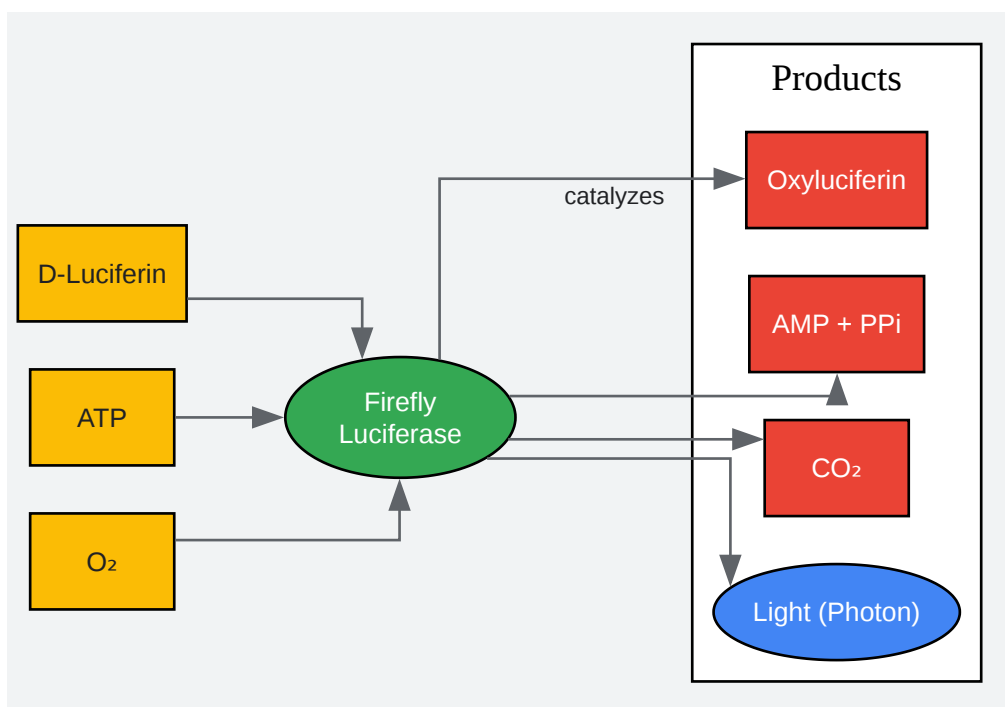 Products
Oxyluciferin
catalyzes
D-Luciferin
AMP + PPi
ATP
Firefly
Luciferase
CO₂
O₂
Light (Photon)